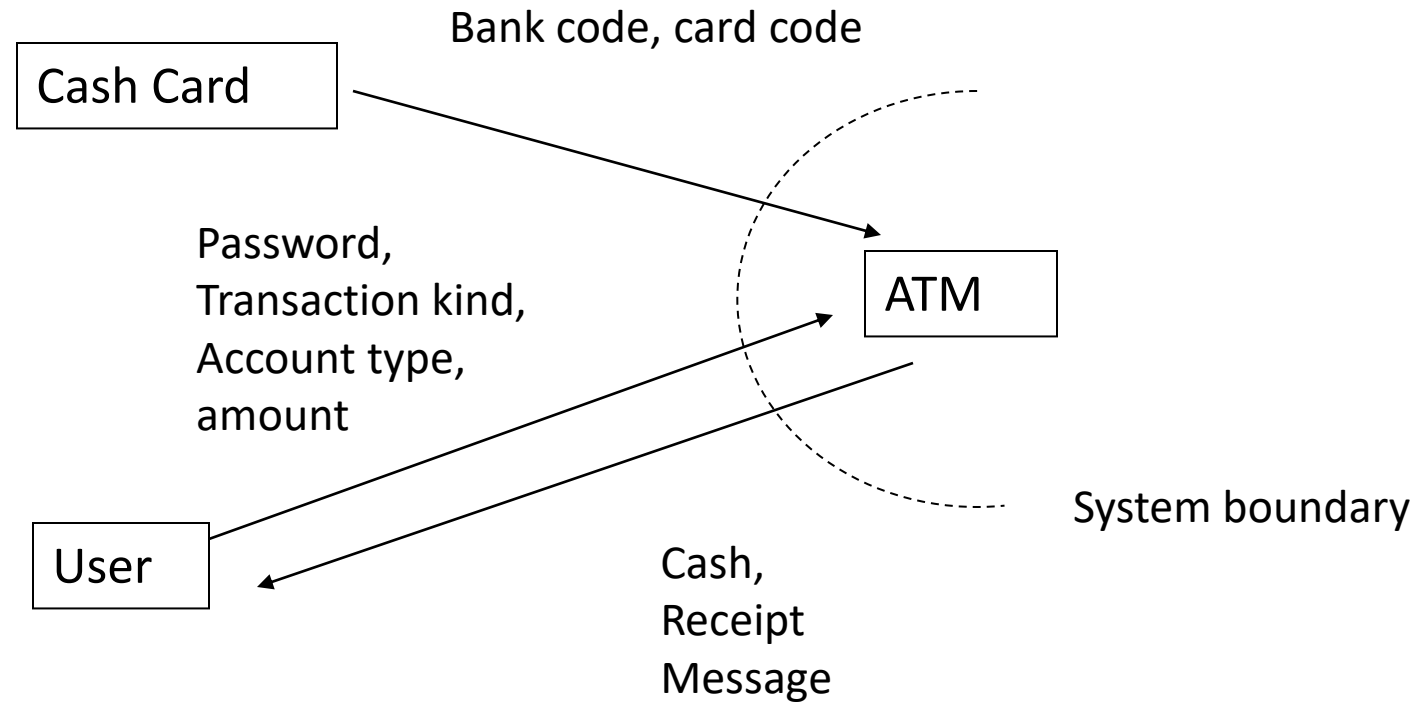 Bank code, card code
Cash Card
Password,
Transaction kind,
Account type,
amount
ATM
System boundary
User
Cash,
Receipt
Message